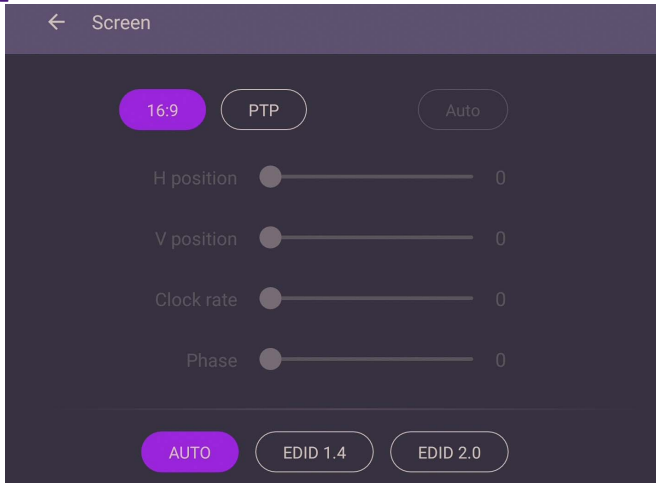 Screen
16:9 PTP Auto
H position 0
V position 0
Clock rate 0
Phase 0
AUTO EDID 1.4 EDID 2.0